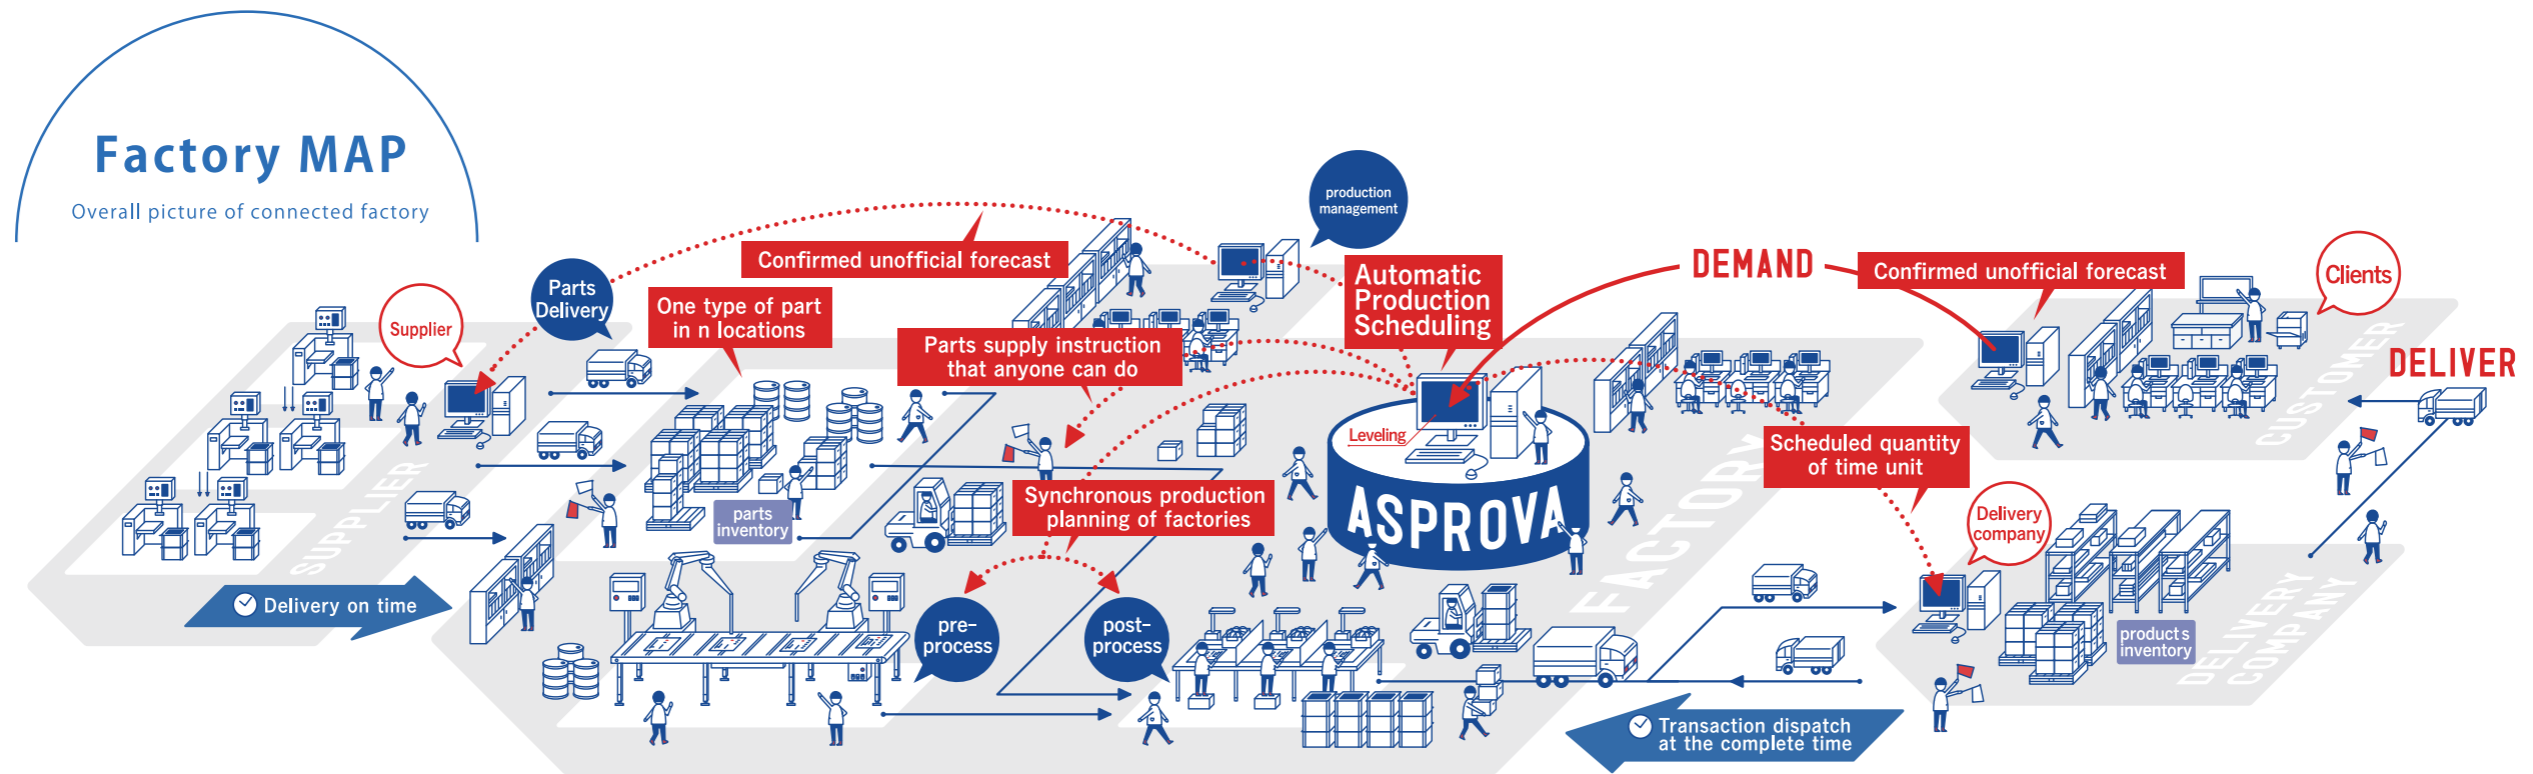 Factory MAP
Overall picture of connected factory
production
management
Confirmed unofficial forecast
Parts
Delivery
Supplier
One type of part
in n locations
Parts supply instruction
that anyone can do
Automatic
Production
Scheduling
DEMAND
Confirmed unofficial forecast
Clients
CUSTOMER
DELIVER
Leveling
ASPROVA
FACTORY
Scheduled quantity
of time unit
Synchronous production
planning of factories
parts
inventory
SUPPLIER
Delivery on time
pre-
process
post-
process
Delivery
company
products
inventory
DELIVERY
COMPANY
Transaction dispatch
at the complete time